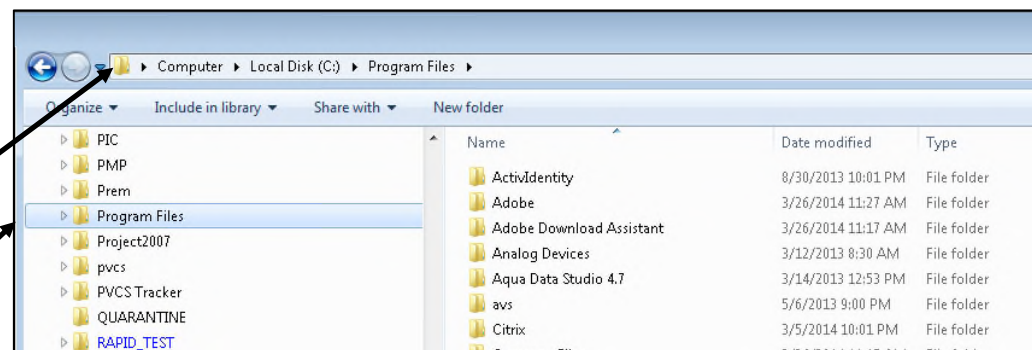 Computer Local Disk (C:) Program Files
Organize Include in library Share with New folder
PIC
PMP
Prem
Program Files
Project2007
pvcs
PVCS Tracker
QUARANTINE
RAPID_TEST
Name Date modified Type
ActivIdentity 8/30/2013 10:01 PM File folder
Adobe 3/26/2014 11:27 AM File folder
Adobe Download Assistant 3/26/2014 11:17 AM File folder
Analog Devices 3/12/2013 8:30 AM File folder
Aqua Data Studio 4.7 3/14/2013 12:53 PM File folder
avs 5/6/2013 9:00 PM File folder
Citrix 3/5/2014 10:01 PM File folder